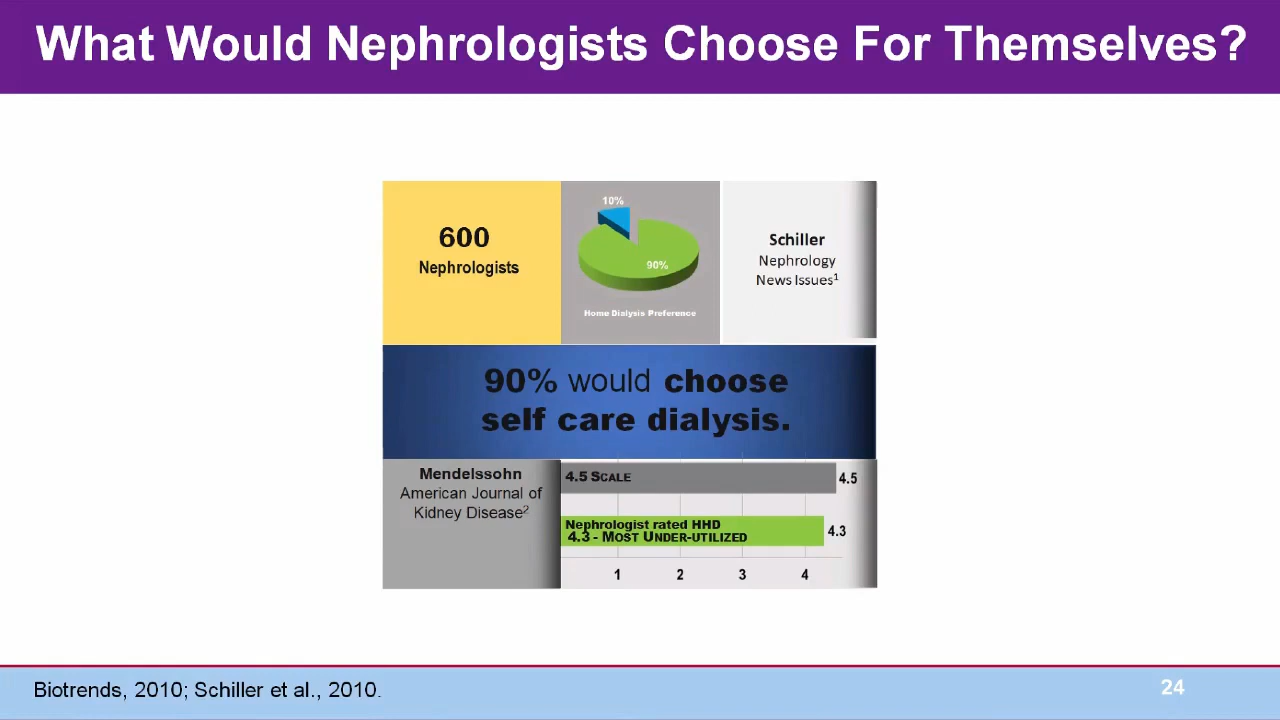 What Would Nephrologists Choose For Themselves?
600
Nephrologists
10%
90%
Home Dialysis Preference
Schiller
Nephrology
News Issues¹
90% would choose
self care dialysis.
Mendelssohn
American Journal of
Kidney Disease²
4.5 SCALE
4.5
Nephrologist rated HHD
4.3 - MOST UNDER-UTILIZED
4.3
1 2 3 4
Biotrends, 2010; Schiller et al., 2010.
24